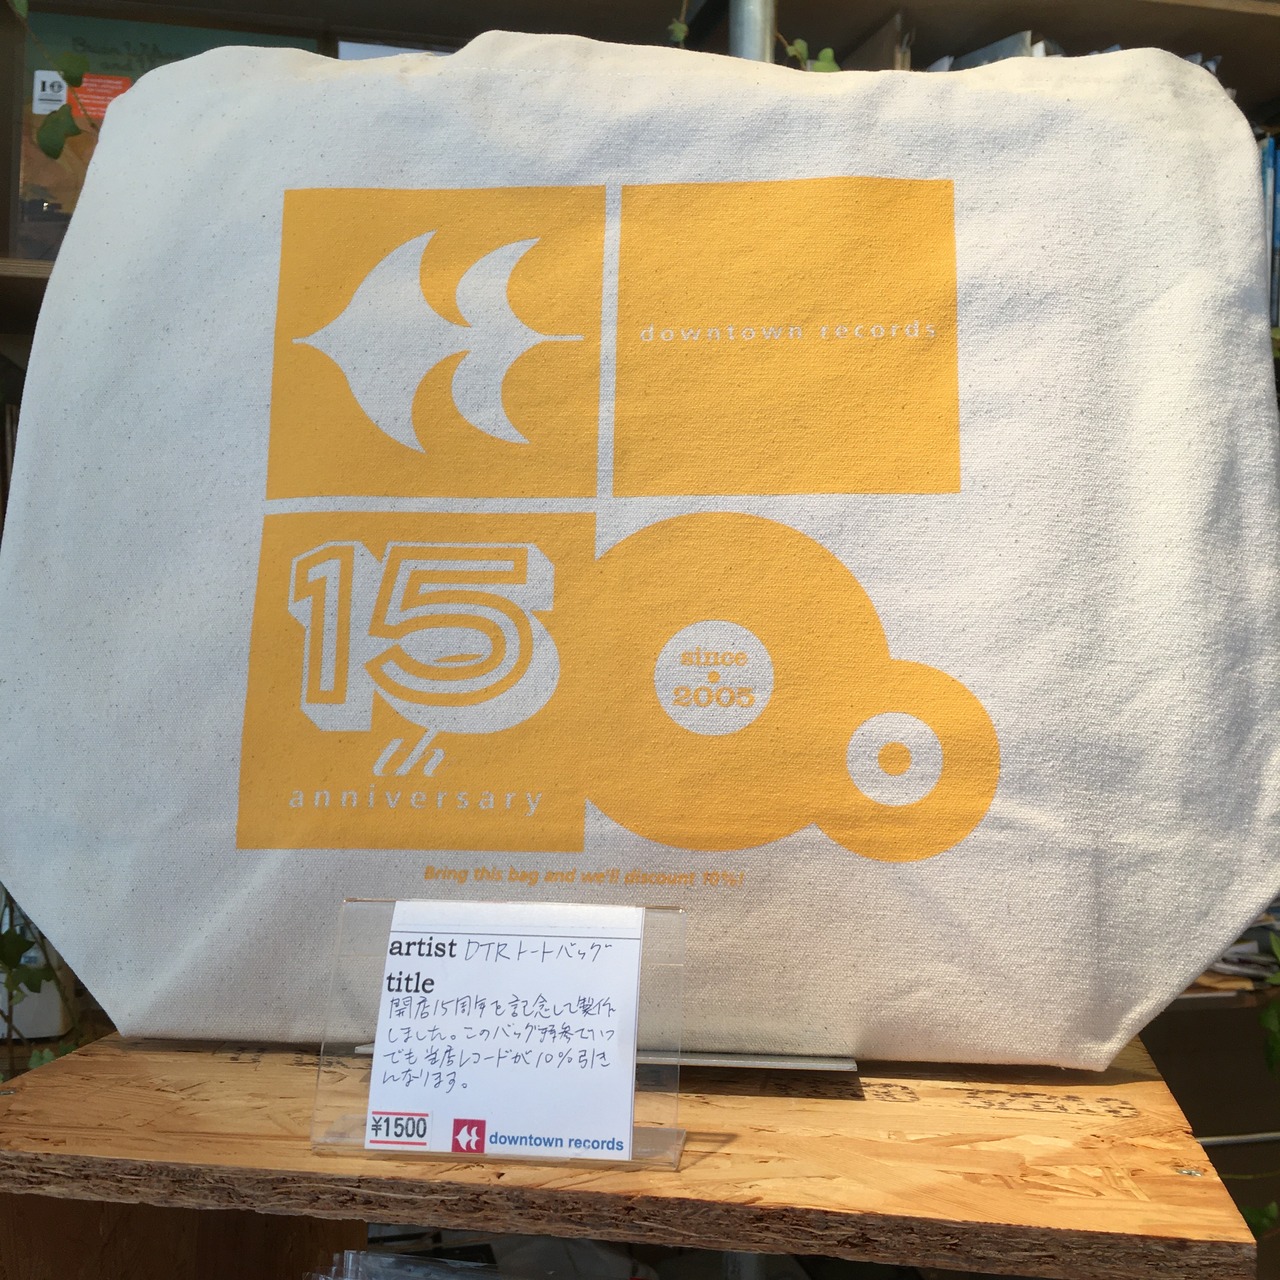 downtown records
15
th
anniversary
since
2005
Bring this bag and we'll discount 10%!
artist DTRトートバッグ
title
開店15周年を記念して製作
しました。このバッグ持参でいつ
でも当店レコードが10%引き
になります。
¥1500
downtown records